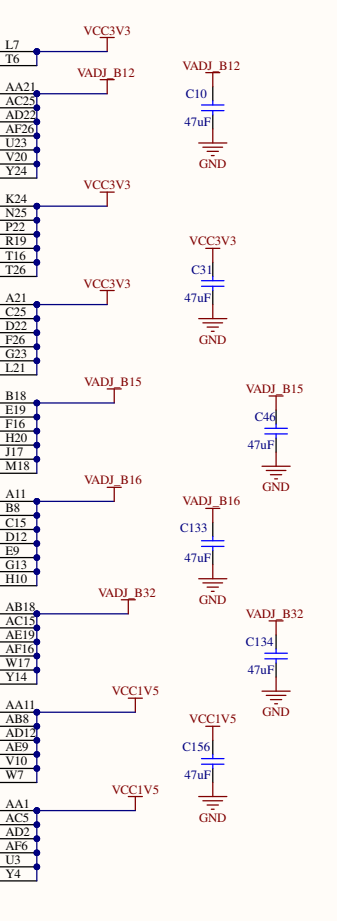 VCC3V3
L7
T6
VADJ_B12
AA21
AC25
AD22
AF26
U23
V20
Y24
VADJ_B12
C10
47uF
GND
VCC3V3
K24
N25
P22
R19
T16
T26
VCC3V3
C31
47uF
GND
VCC3V3
A21
C25
D22
F26
G23
L21
VADJ_B15
B18
E19
F16
H20
J17
M18
VADJ_B15
C46
47uF
GND
VADJ_B16
A11
B8
C15
D12
E9
G13
H10
VADJ_B16
C133
47uF
GND
VADJ_B32
AB18
AC15
AE19
AF16
W17
Y14
VADJ_B32
C134
47uF
GND
VCC1V5
AA11
AB8
AD12
AE9
V10
W7
VCC1V5
C156
47uF
GND
VCC1V5
AA1
AC5
AD2
AF6
U3
Y4